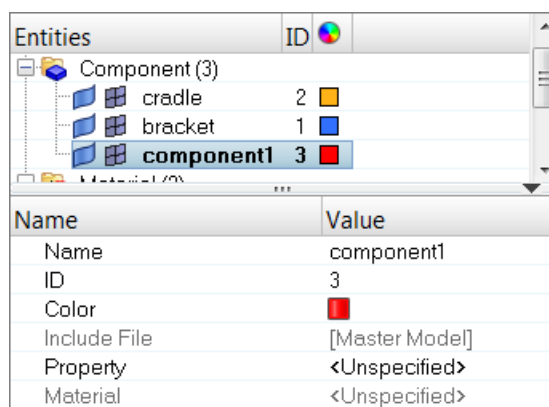 Entities ID
Component (3)
cradle 2
bracket 1
component1 3
Name Value
Name component1
ID 3
Color
Include File [Master Model]
Property <Unspecified>
Material <Unspecified>